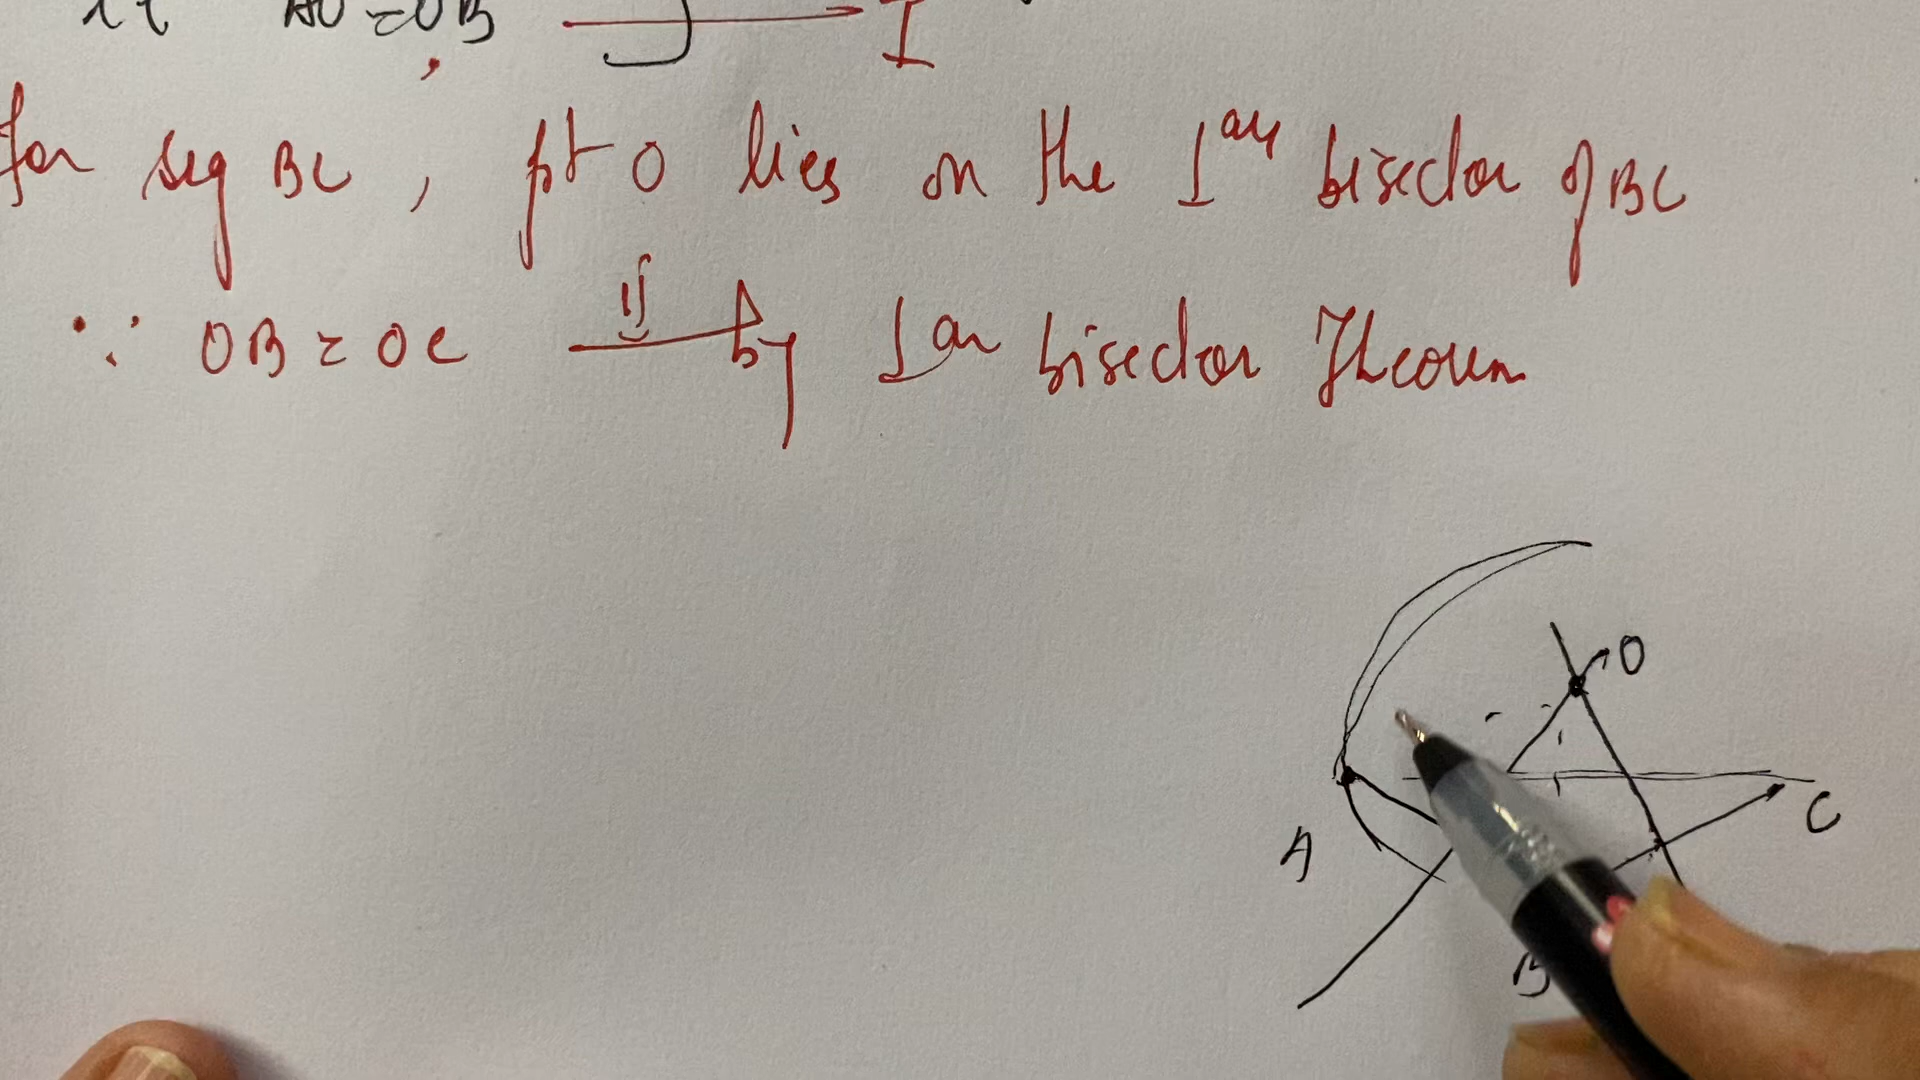 AO = OB I
for seg BC, pt O lies on the ⊥ar bisector of BC
∵ OB = OC II by ⊥ar bisector Theorem
O
C
A
B